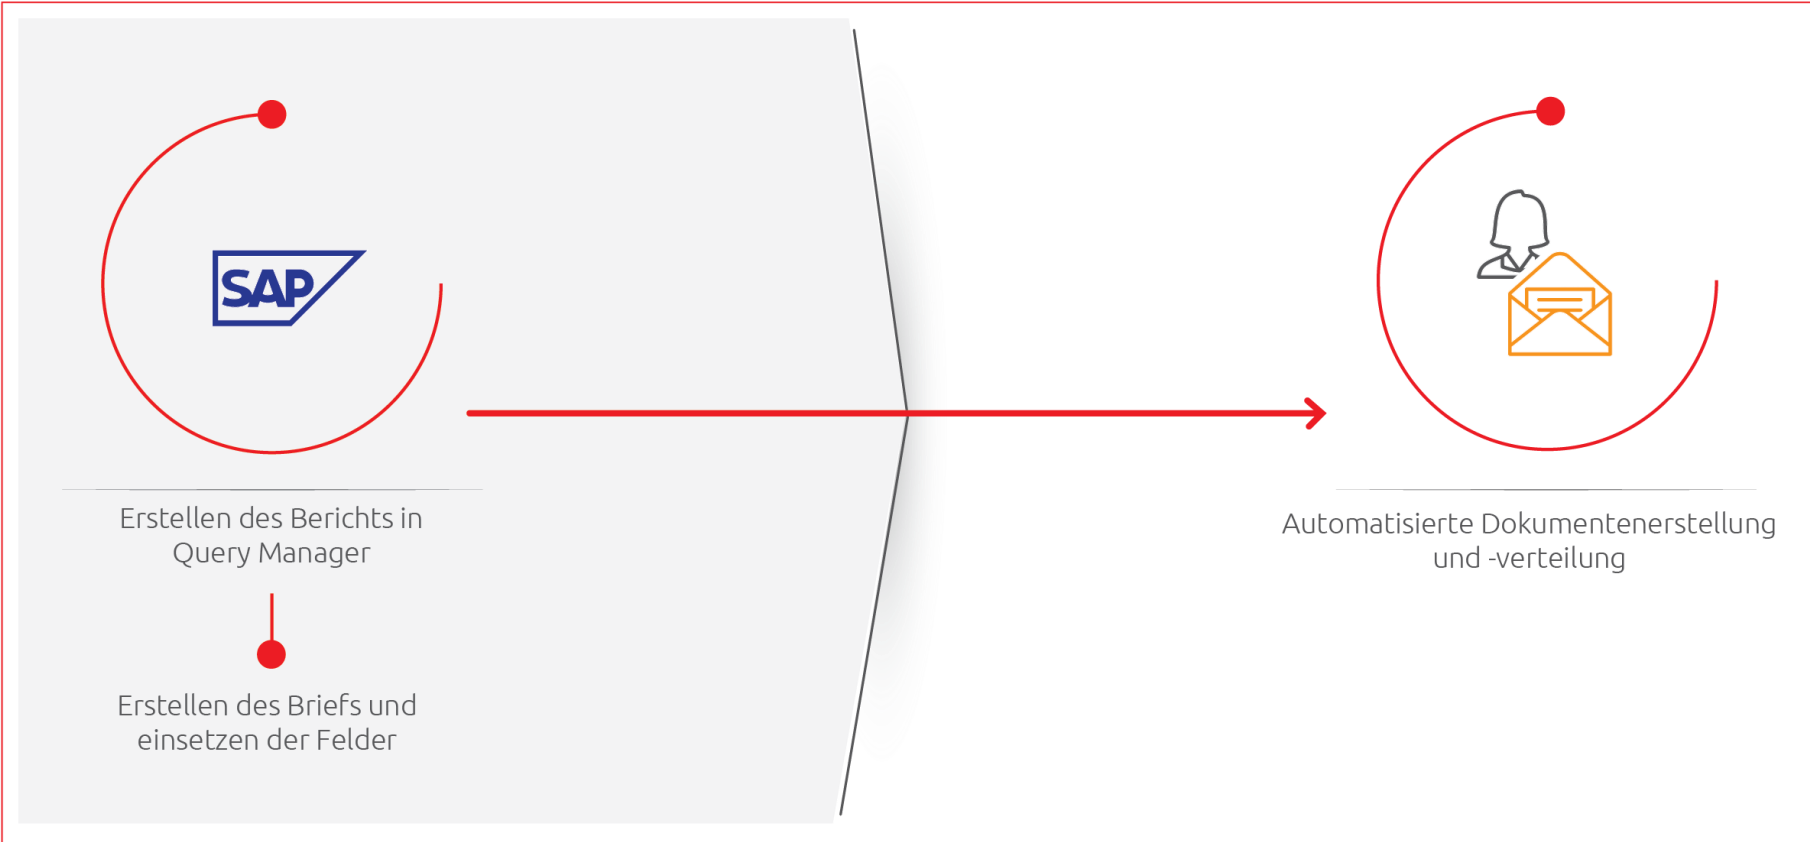 SAP
Erstellen des Berichts in
Query Manager
Erstellen des Briefs und
einsetzen der Felder
Automatisierte Dokumentenerstellung
und -verteilung